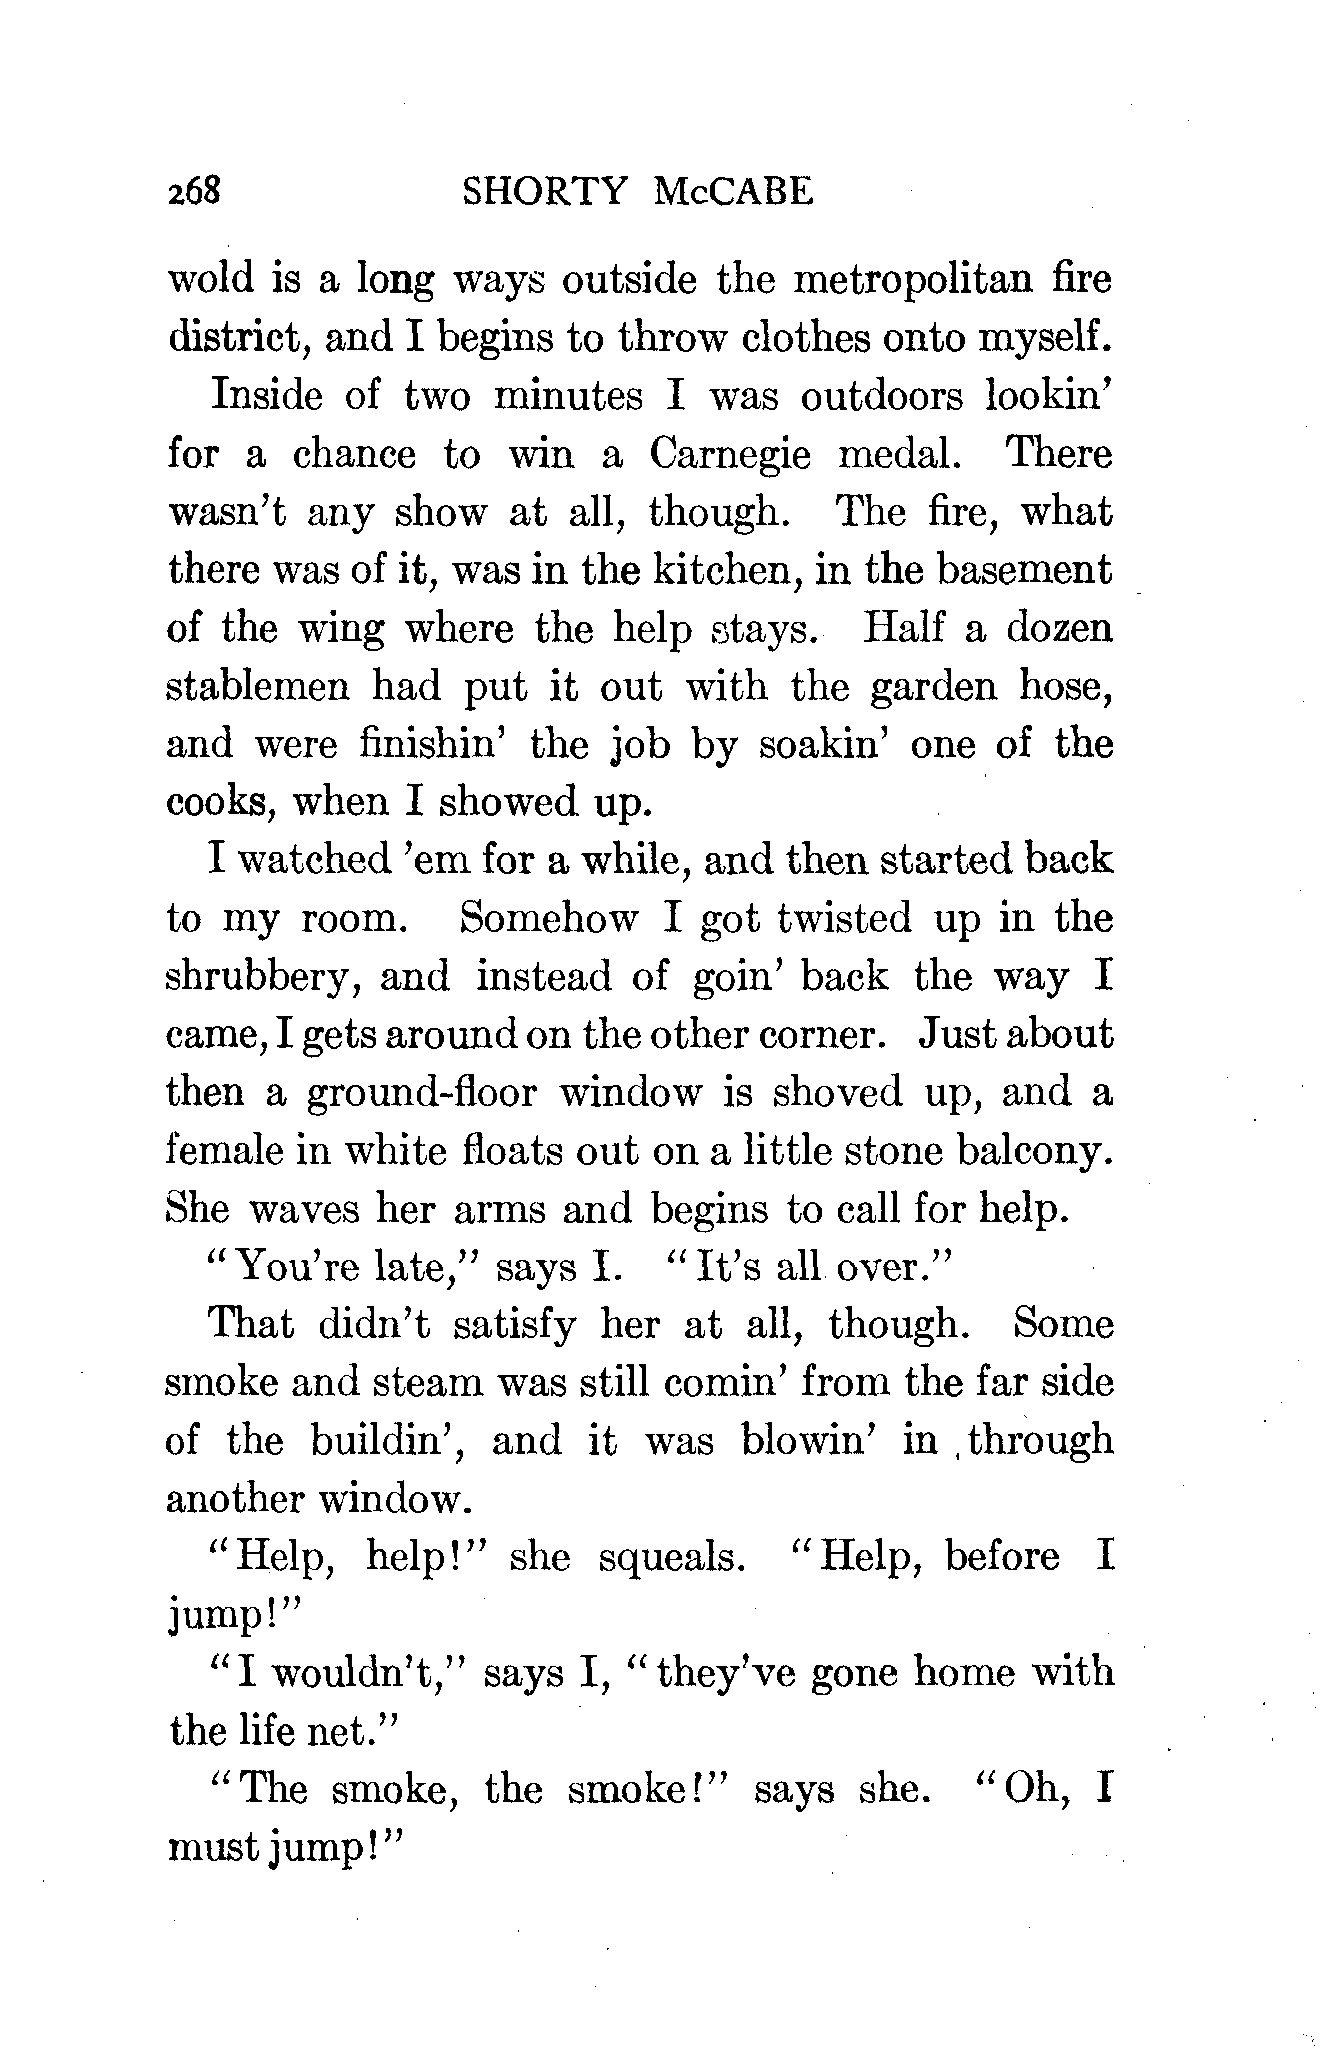 268 SHORTY McCABE
wold is a long ways outside the metropolitan fire
district, and I begins to throw clothes onto myself.
Inside of two minutes I was outdoors lookin'
for a chance to win a Carnegie medal. There
wasn't any show at all, though. The fire, what
there was of it, was in the kitchen, in the basement
of the wing where the help stays. Half a dozen
stablemen had put it out with the garden hose,
and were finishin' the job by soakin' one of the
cooks, when I showed up.
I watched 'em for a while, and then started back
to my room. Somehow I got twisted up in the
shrubbery, and instead of goin' back the way I
came, I gets around on the other corner. Just about
then a ground-floor window is shoved up, and a
female in white floats out on a little stone balcony.
She waves her arms and begins to call for help.
"You're late," says I. "It's all over."
That didn't satisfy her at all, though. Some
smoke and steam was still comin' from the far side
of the buildin', and it was blowin' in through
another window.
"Help, help!" she squeals. "Help, before I
jump!"
"I wouldn't," says I, "they've gone home with
the life net."
"The smoke, the smoke!" says she. "Oh, I
must jump!"